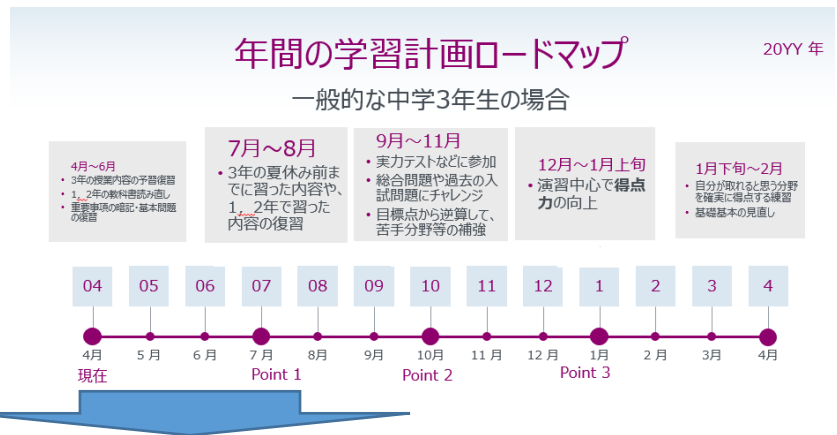 年間の学習計画ロードマップ
20YY 年
一般的な中学3年生の場合
4月～6月
• 3年の授業内容の予習復習
• 1，2年の教科書読み直し
• 重要事項の暗記・基本問題
の復習
7月～8月
• 3年の夏休み前ま
でに習った内容や、
1，2年で習った
内容の復習
9月～11月
• 実力テストなどに参加
• 総合問題や過去の入
試問題にチャレンジ
• 目標点から逆算して、
苦手分野等の補強
12月～1月上旬
• 演習中心で得点
力の向上
1月下旬～2月
• 自分が取れると思う分野
を確実に得点する練習
• 基礎基本の見直し
04 05 06 07 08 09 10 11 12 1 2 3 4
4月 5 月 6 月 7 月 8月 9月 10月 11 月 12 月 1月 2 月 3月 4月
現在 Point 1 Point 2 Point 3